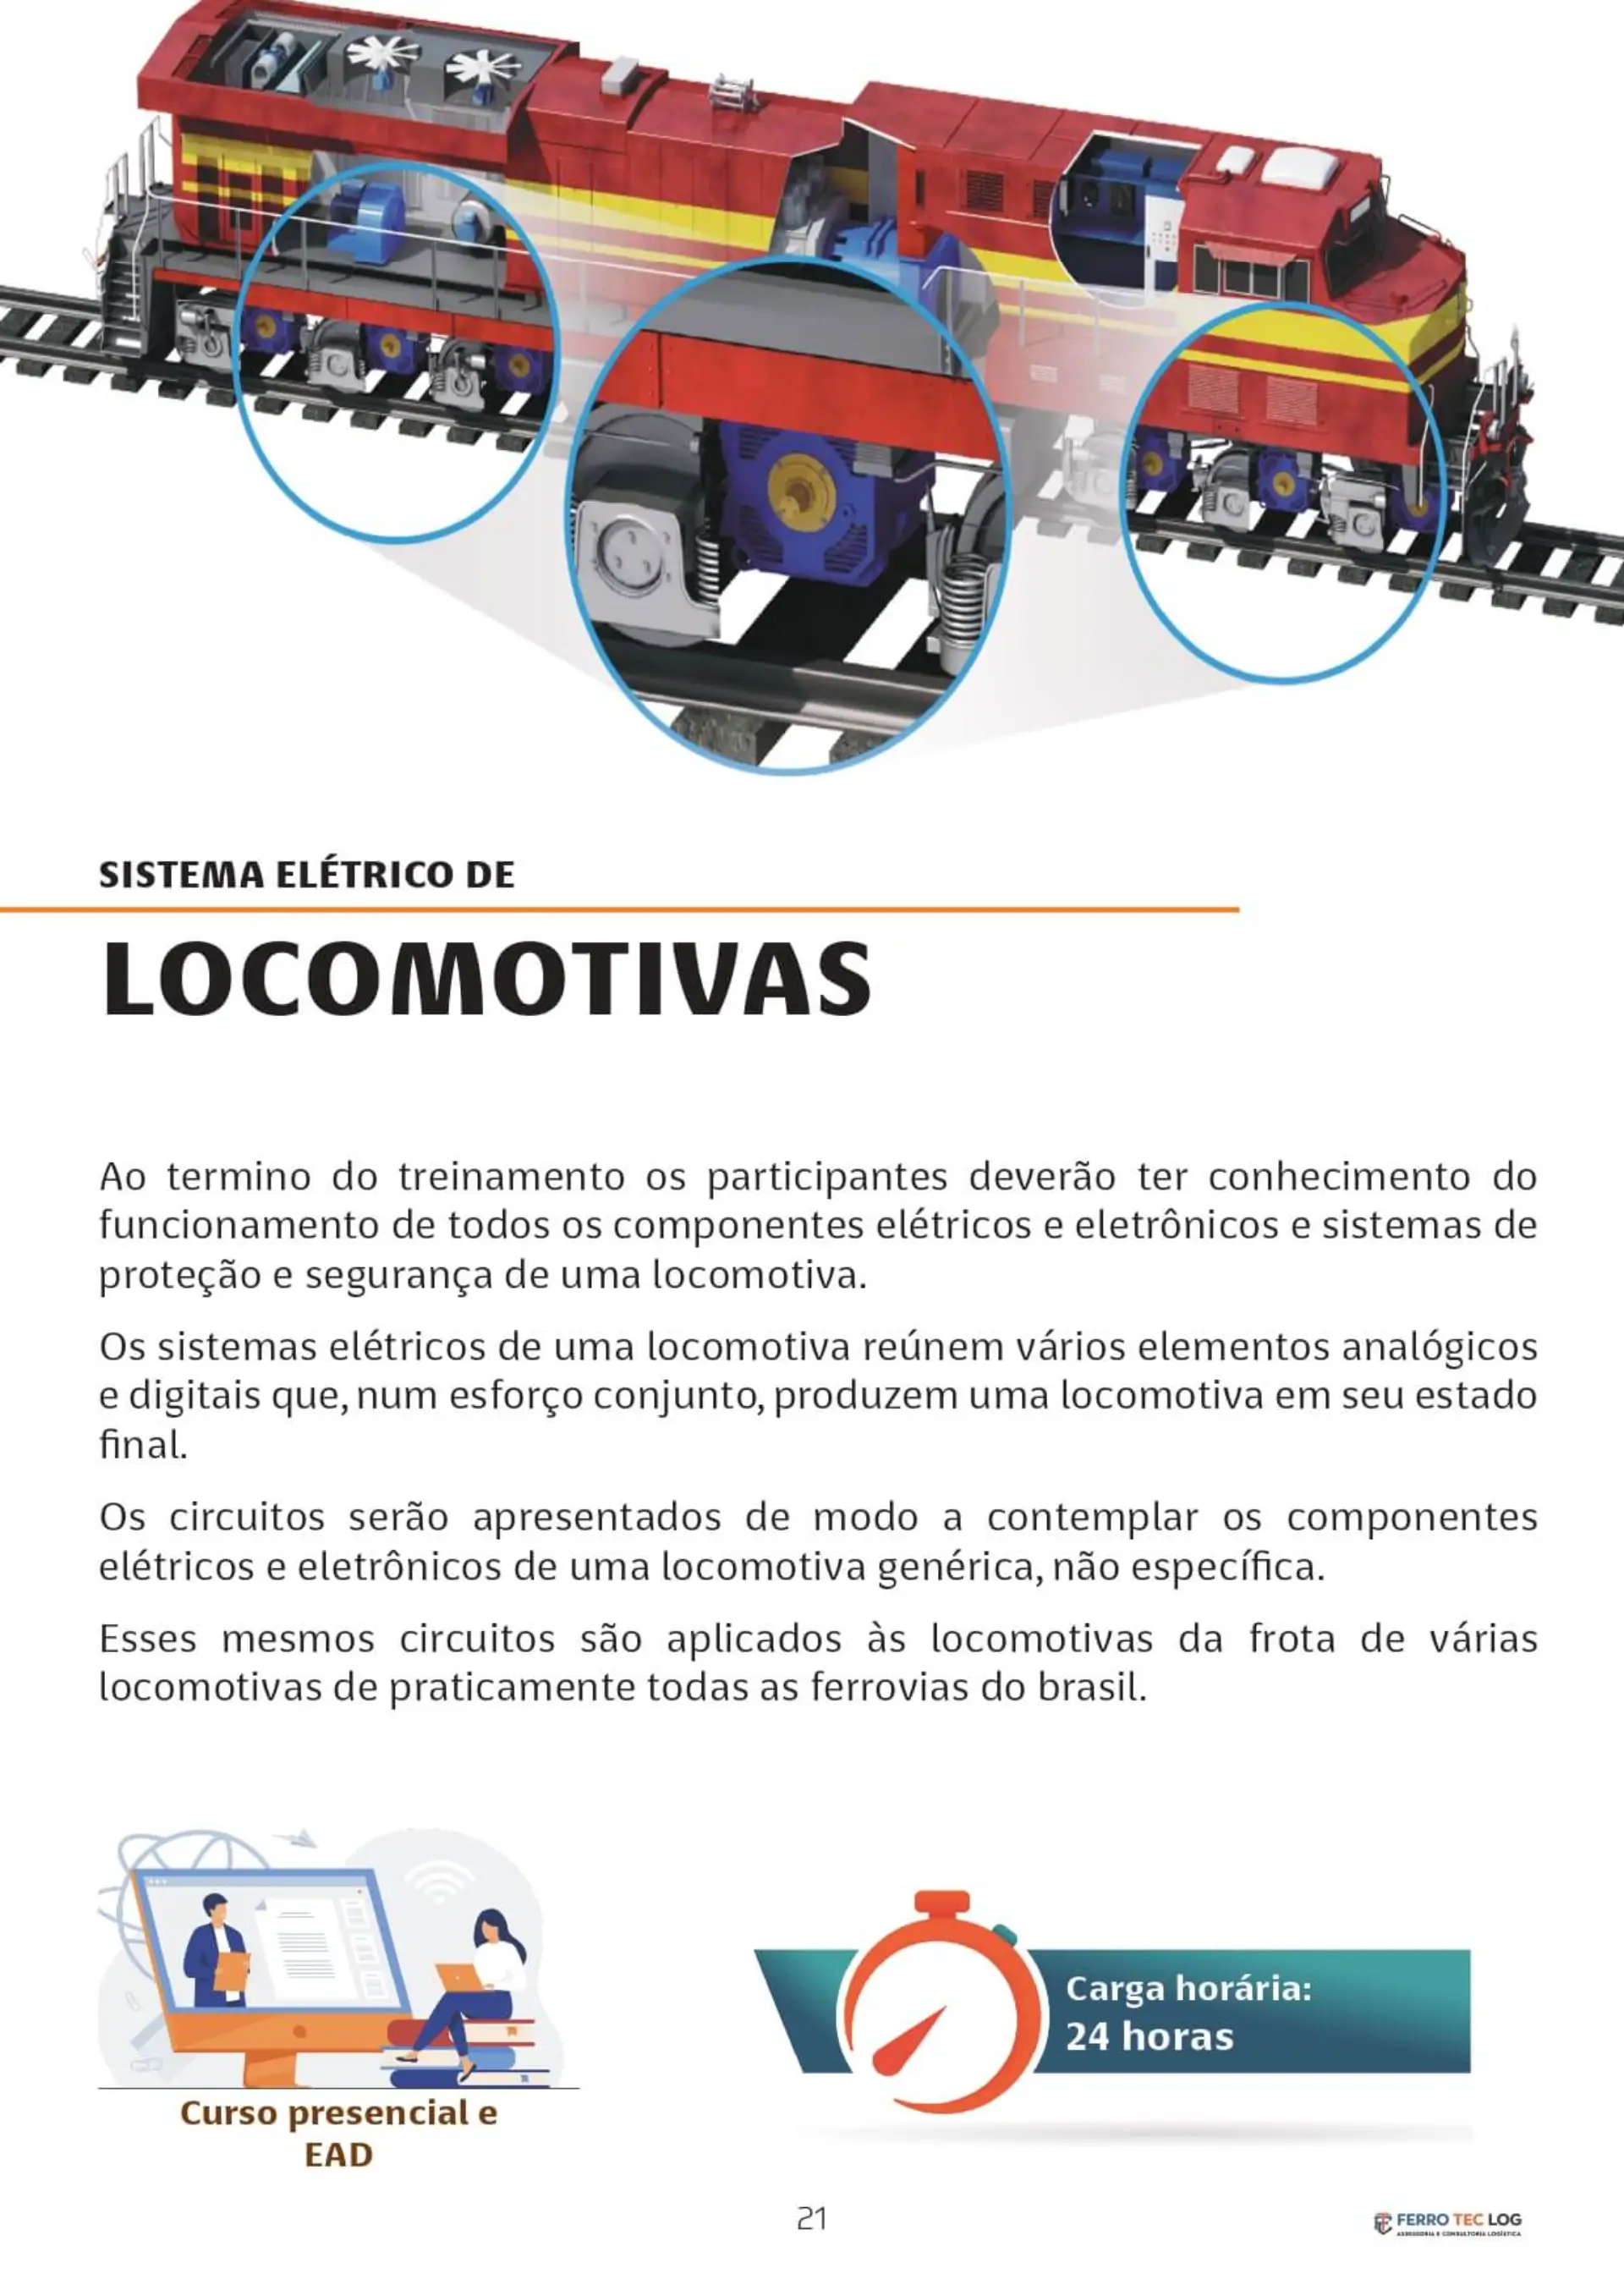 SISTEMA ELÉTRICO DE
LOCOMOTIVAS
Ao termino do treinamento os participantes deverão ter conhecimento do
funcionamento de todos os componentes elétricos e eletrônicos e sistemas de
proteção e segurança de uma locomotiva.
Os sistemas elétricos de uma locomotiva reúnem vários elementos analógicos
e digitais que, num esforço conjunto, produzem uma locomotiva em seu estado
final.
Os circuitos serão apresentados de modo a contemplar os componentes
elétricos e eletrônicos de uma locomotiva genérica, não específica.
Esses mesmos circuitos são aplicados às locomotivas da frota de várias
locomotivas de praticamente todas as ferrovias do brasil.
Carga horária:
24 horas
Curso presencial e
EAD
21
FERRO TEC LOG
ASSESSORIA E CONSULTORIA LOGÍSTICA